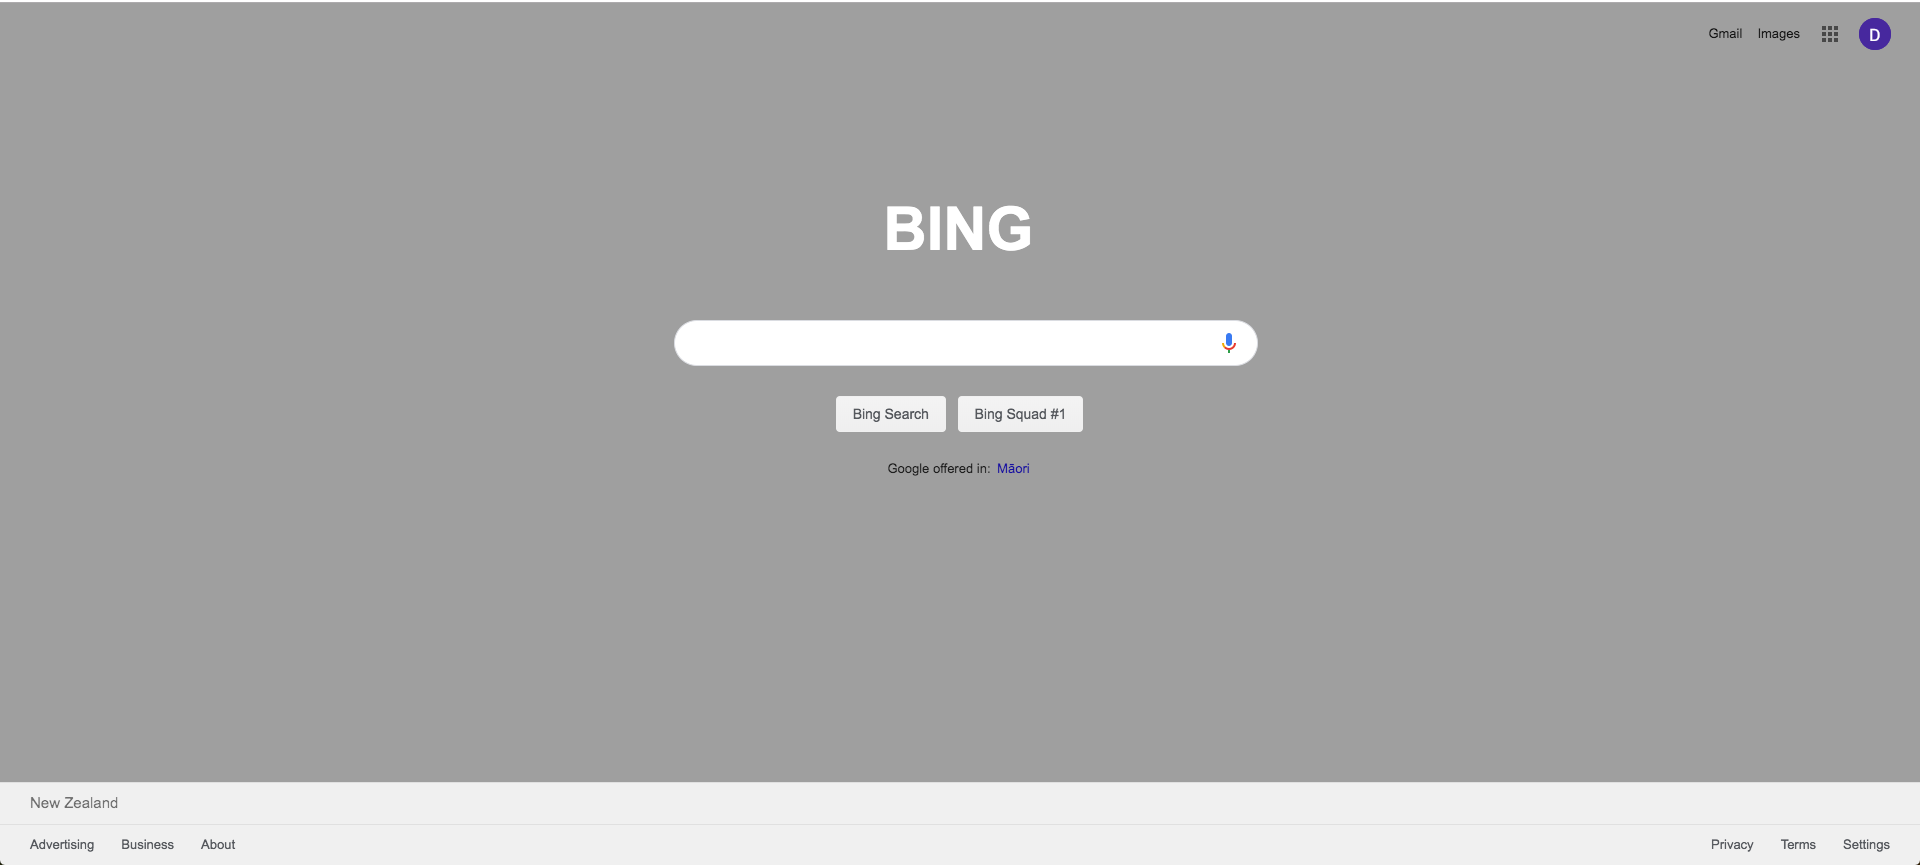 Gmail Images D
BING
Bing Search Bing Squad #1
Google offered in: Māori
New Zealand
Advertising Business About Privacy Terms Settings